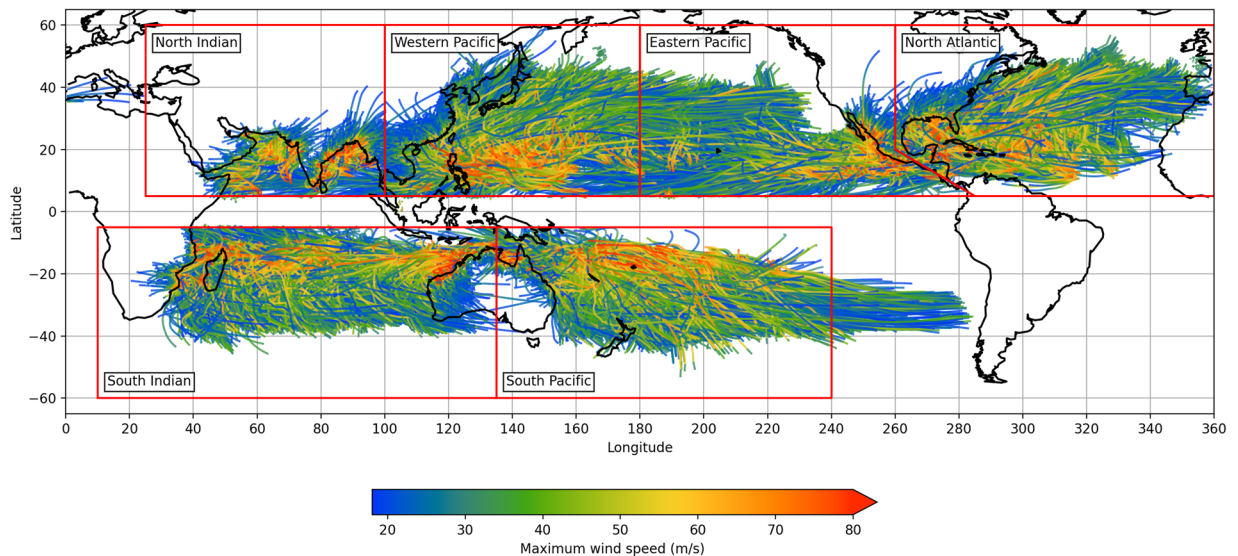 60
40
20
0
−20
−40
−60
Latitude
North Indian
Western Pacific
Eastern Pacific
North Atlantic
South Indian
South Pacific
0 20 40 60 80 100 120 140 160 180 200 220 240 260 280 300 320 340 360
Longitude
20 30 40 50 60 70 80
Maximum wind speed (m/s)